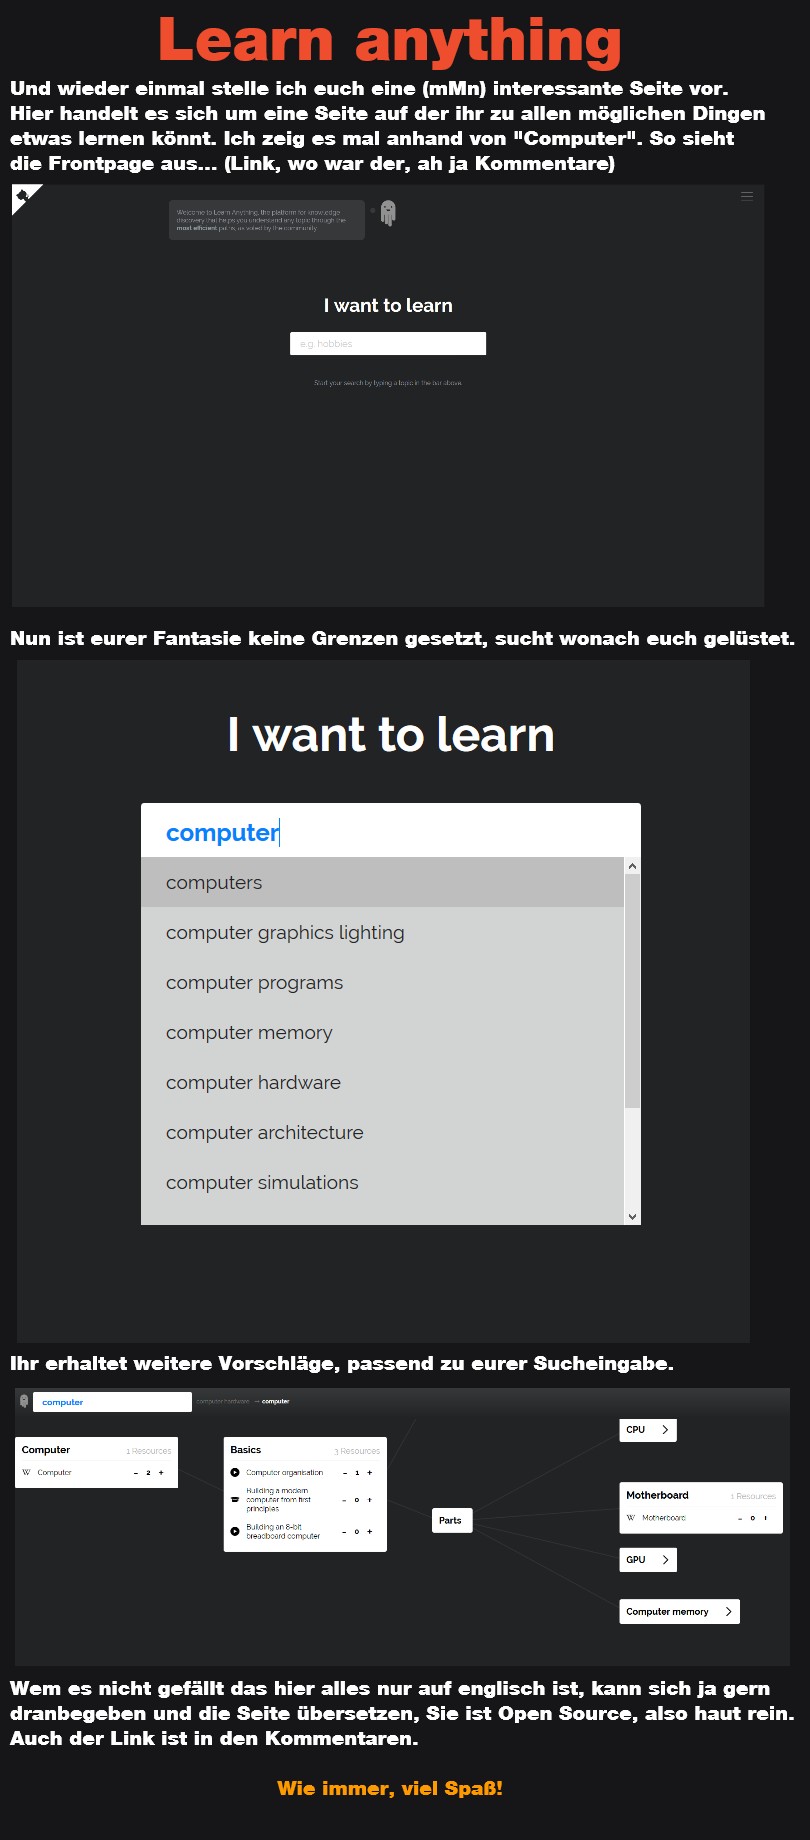 Learn anything
Und wieder einmal stelle ich euch eine (mMn) interessante Seite vor.
Hier handelt es sich um eine Seite auf der ihr zu allen möglichen Dingen
etwas lernen könnt. Ich zeig es mal anhand von "Computer". So sieht
die Frontpage aus... (Link, wo war der, ah ja Kommentare)
Welcome to Learn Anything, the platform for knowledge
discovery that helps you understand any topic through the
most efficient paths, as voted by the community.
I want to learn
e.g. hobbies
Start your search by typing a topic in the bar above.
Nun ist eurer Fantasie keine Grenzen gesetzt, sucht wonach euch gelüstet.
I want to learn
computer
computers
computer graphics lighting
computer programs
computer memory
computer hardware
computer architecture
computer simulations
Ihr erhaltet weitere Vorschläge, passend zu eurer Sucheingabe.
computer
computer hardware → computer
Computer 1 Resources
W Computer - 2 +
Basics 3 Resources
Computer organisation - 1 +
Building a modern
computer from first
principles - 0 +
Building an 8-bit
breadboard computer - 0 +
Parts
CPU >
Motherboard 1 Resources
W Motherboard - 0 +
GPU >
Computer memory >
Wem es nicht gefällt das hier alles nur auf englisch ist, kann sich ja gern
dranbegeben und die Seite übersetzen, Sie ist Open Source, also haut rein.
Auch der Link ist in den Kommentaren.
Wie immer, viel Spaß!